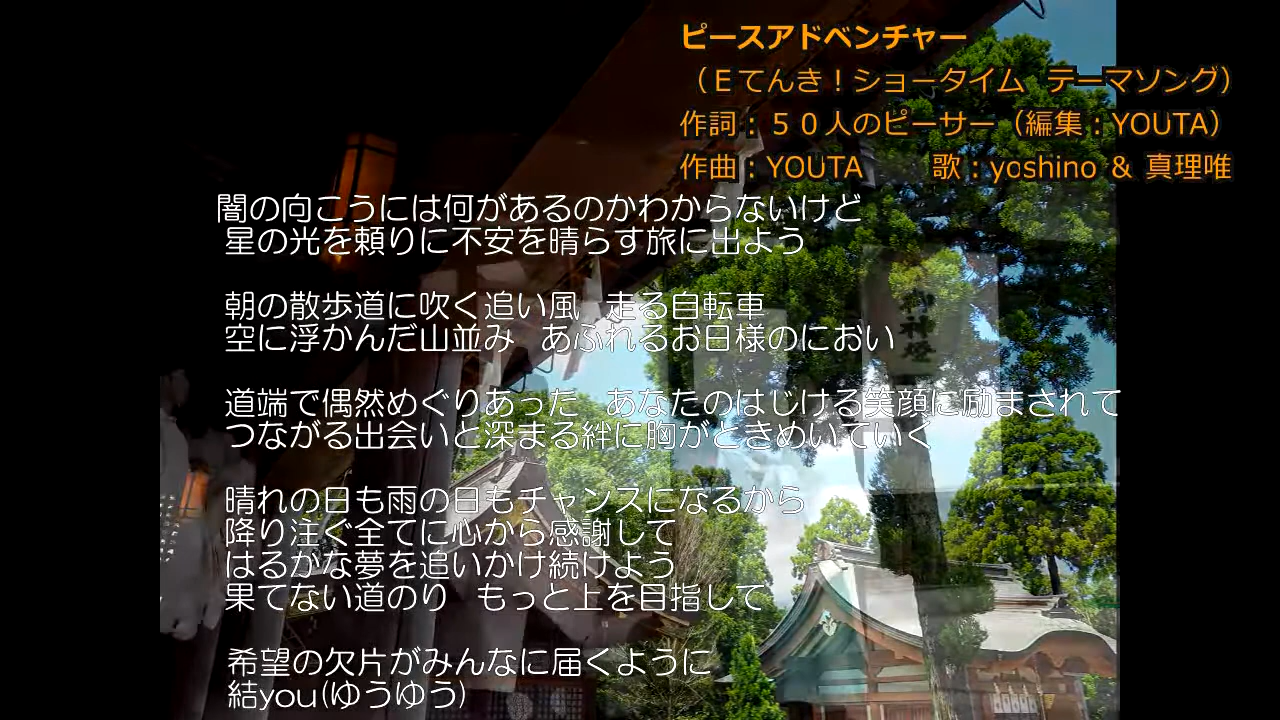 ピースアドベンチャー
（Ｅてんき！ショータイム テーマソング）
作詞：５０人のピーサー（編集：YOUTA）
作曲：YOUTA 歌：yoshino ＆ 真理唯
闇の向こうには何があるのかわからないけど
星の光を頼りに不安を晴らす旅に出よう
朝の散歩道に吹く追い風 走る自転車
空に浮かんだ山並み あふれるお日様のにおい
道端で偶然めぐりあった あなたのはじける笑顔に励まされて
つながる出会いと深まる絆に胸がときめいていく
晴れの日も雨の日もチャンスになるから
降り注ぐ全てに心から感謝して
はるかな夢を追いかけ続けよう
果てない道のり もっと上を目指して
希望の欠片がみんなに届くように
結you(ゆうゆう)